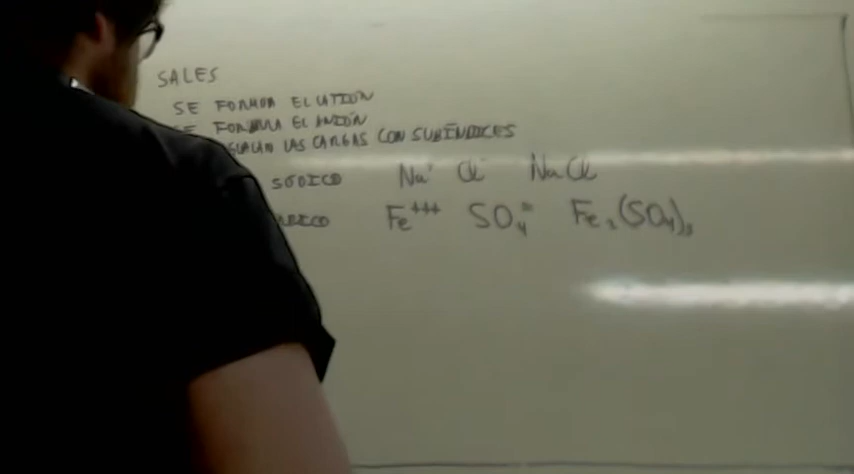 SALES
SE FORMA EL CATIÓN
SE FORMA EL ANIÓN
LAS CARGAS CON SUBÍNDICES
SÓDICO Na⁺ Cl⁻ NaCl
Fe⁺⁺⁺ SO₄⁼ Fe₂(SO₄)₃